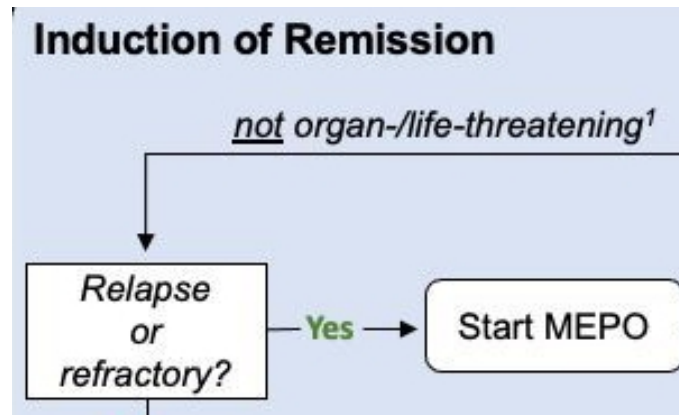 Induction of Remission
not organ-/life-threatening¹
Relapse
or
refractory?
Yes
Start MEPO